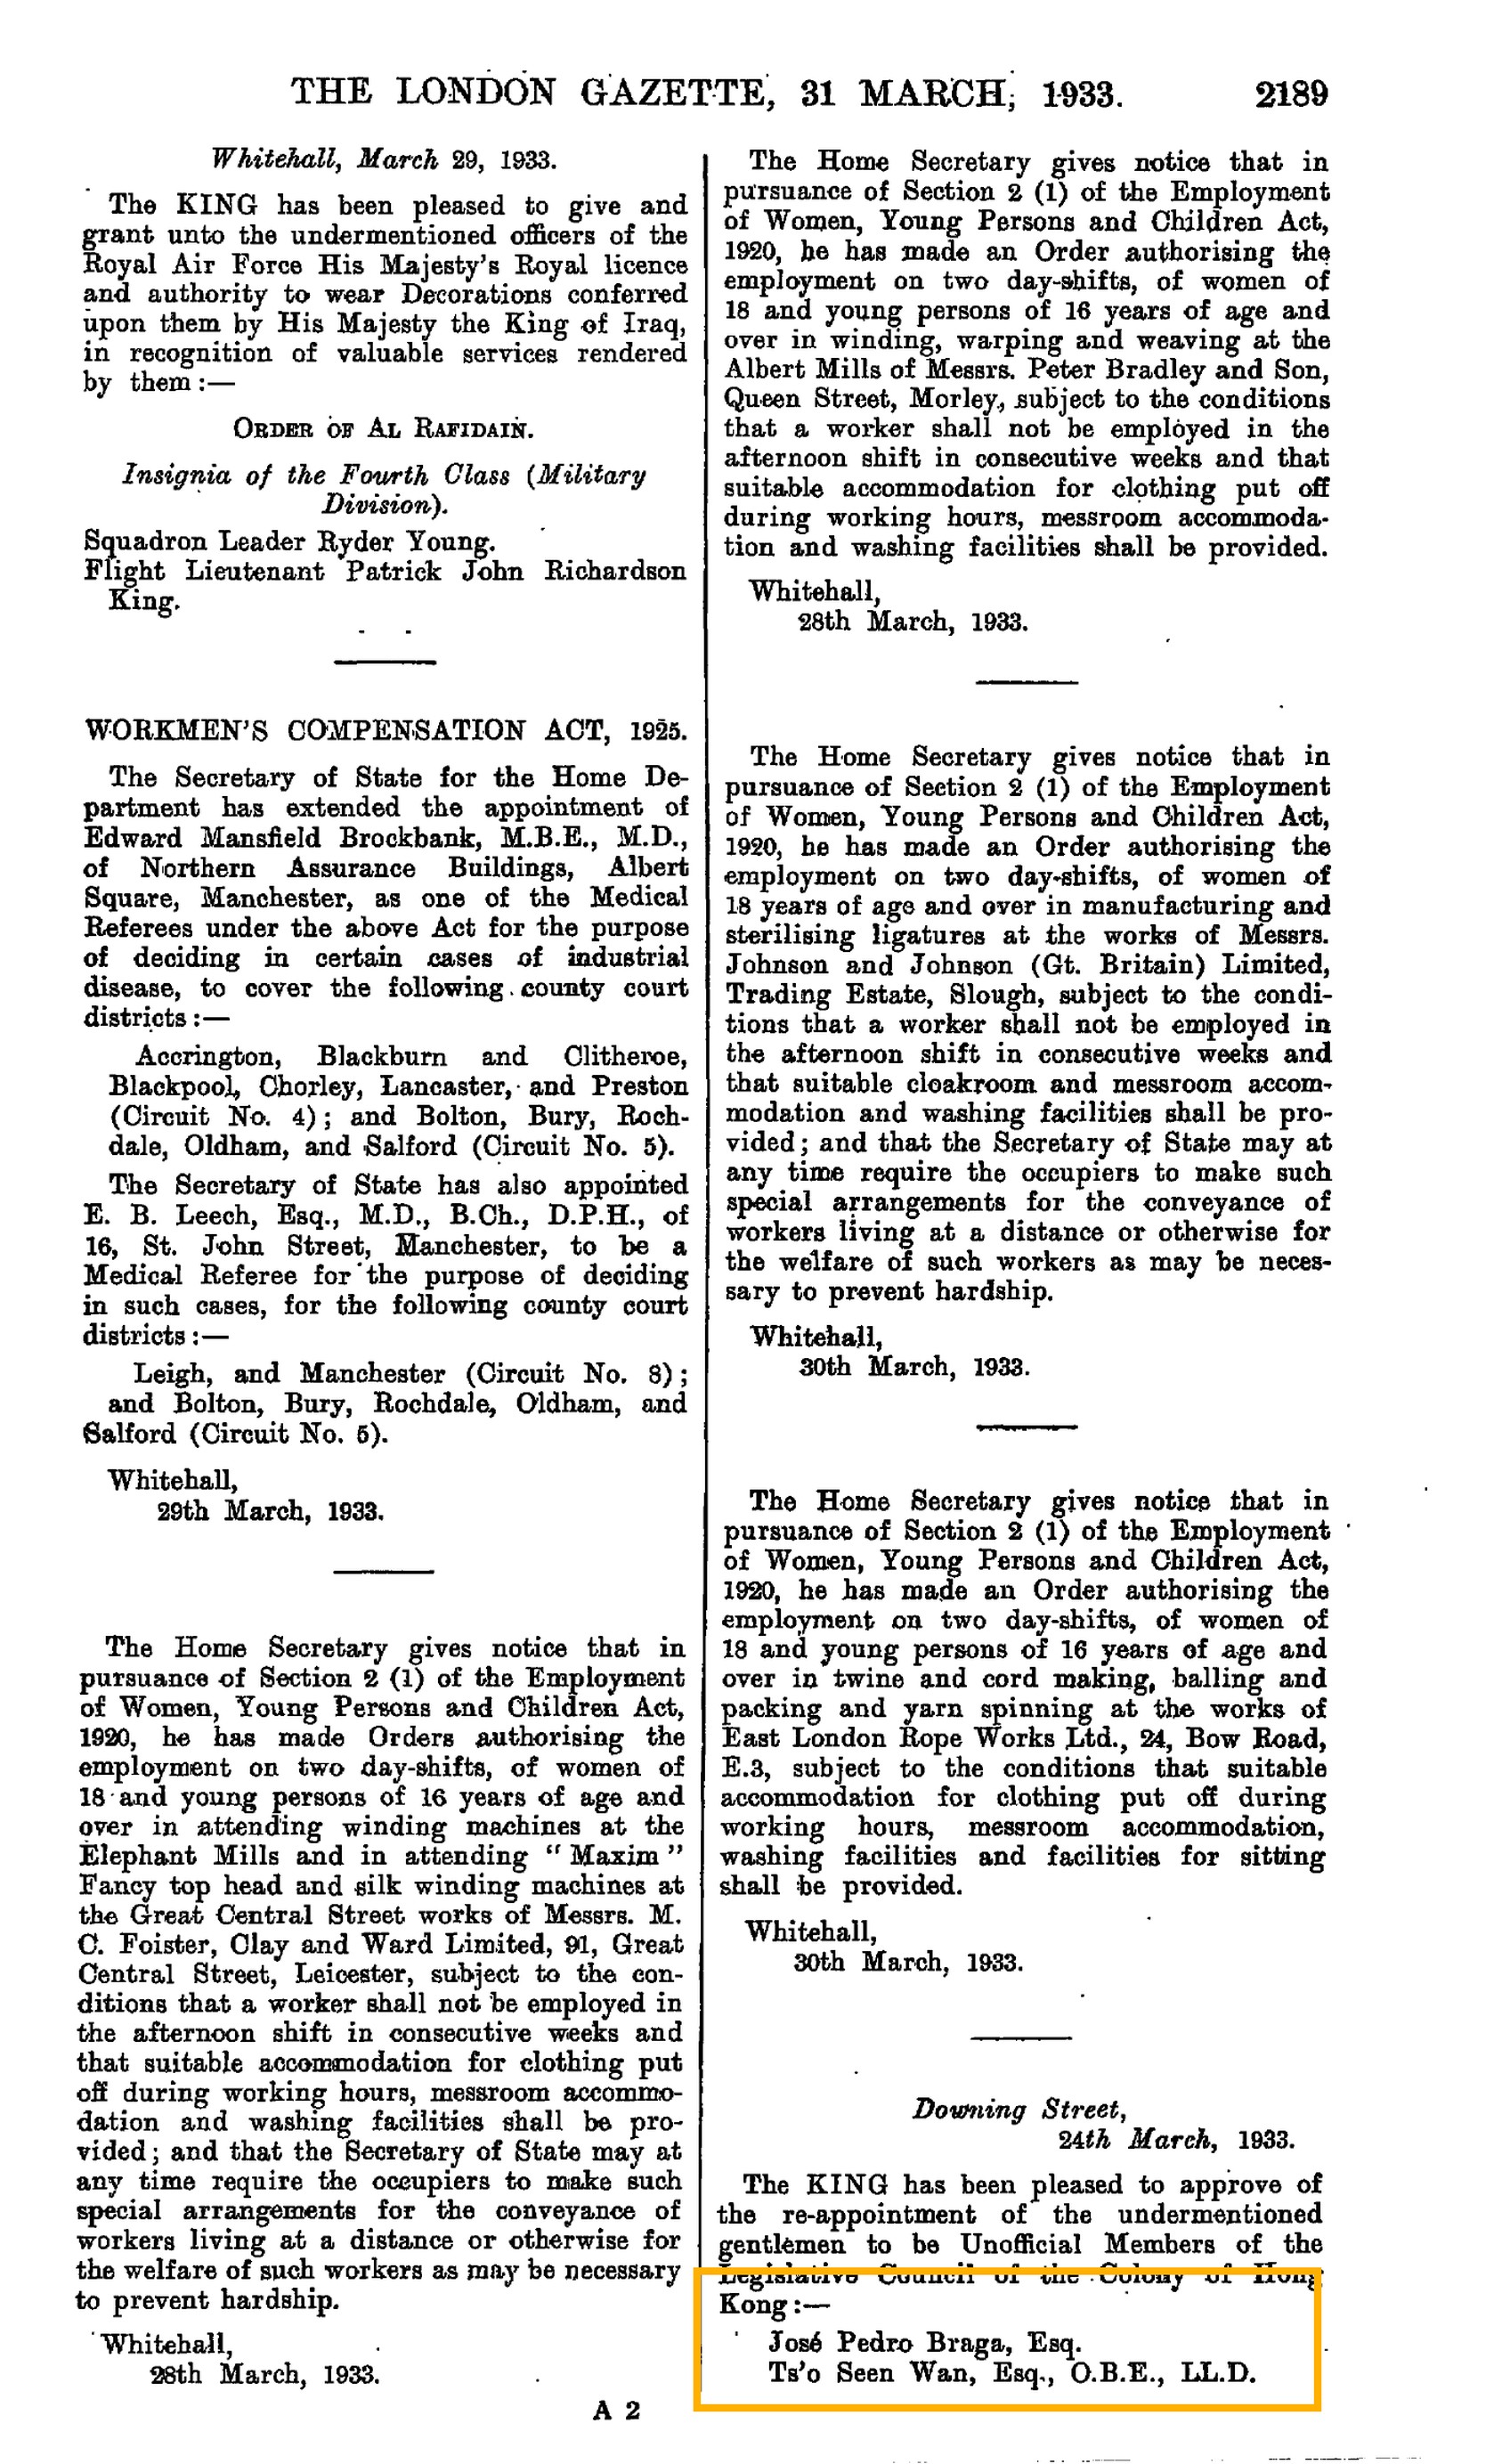 THE LONDON GAZETTE, 31 MARCH, 1933. 2189
Whitehall, March 29, 1933.
The KING has been pleased to give and
grant unto the undermentioned officers of the
Royal Air Force His Majesty's Royal licence
and authority to wear Decorations conferred
upon them by His Majesty the King of Iraq,
in recognition of valuable services rendered
by them:—
ORDER OF AL RAFIDAIN.
Insignia of the Fourth Class (Military
Division).
Squadron Leader Ryder Young.
Flight Lieutenant Patrick John Richardson
King.
WORKMEN'S COMPENSATION ACT, 1925.
The Secretary of State for the Home De-
partment has extended the appointment of
Edward Mansfield Brockbank, M.B.E., M.D.,
of Northern Assurance Buildings, Albert
Square, Manchester, as one of the Medical
Referees under the above Act for the purpose
of deciding in certain cases of industrial
disease, to cover the following county court
districts:—
Accrington, Blackburn and Clitheroe,
Blackpool, Chorley, Lancaster, and Preston
(Circuit No. 4); and Bolton, Bury, Roch-
dale, Oldham, and Salford (Circuit No. 5).
The Secretary of State has also appointed
E. B. Leech, Esq., M.D., B.Ch., D.P.H., of
16, St. John Street, Manchester, to be a
Medical Referee for the purpose of deciding
in such cases, for the following county court
districts:—
Leigh, and Manchester (Circuit No. 8);
and Bolton, Bury, Rochdale, Oldham, and
Salford (Circuit No. 5).
Whitehall,
29th March, 1933.
The Home Secretary gives notice that in
pursuance of Section 2 (1) of the Employment
of Women, Young Persons and Children Act,
1920, he has made Orders authorising the
employment on two day-shifts, of women of
18 and young persons of 16 years of age and
over in attending winding machines at the
Elephant Mills and in attending "Maxim"
Fancy top head and silk winding machines at
the Great Central Street works of Messrs. M.
C. Foister, Clay and Ward Limited, 91, Great
Central Street, Leicester, subject to the con-
ditions that a worker shall not be employed in
the afternoon shift in consecutive weeks and
that suitable accommodation for clothing put
off during working hours, messroom accommo-
dation and washing facilities shall be pro-
vided; and that the Secretary of State may at
any time require the occupiers to make such
special arrangements for the conveyance of
workers living at a distance or otherwise for
the welfare of such workers as may be necessary
to prevent hardship.
Whitehall,
28th March, 1933.
A 2
The Home Secretary gives notice that in
pursuance of Section 2 (1) of the Employment
of Women, Young Persons and Children Act,
1920, he has made an Order authorising the
employment on two day-shifts, of women of
18 and young persons of 16 years of age and
over in winding, warping and weaving at the
Albert Mills of Messrs. Peter Bradley and Son,
Queen Street, Morley, subject to the conditions
that a worker shall not be employed in the
afternoon shift in consecutive weeks and that
suitable accommodation for clothing put off
during working hours, messroom accommoda-
tion and washing facilities shall be provided.
Whitehall,
28th March, 1933.
The Home Secretary gives notice that in
pursuance of Section 2 (1) of the Employment
of Women, Young Persons and Children Act,
1920, he has made an Order authorising the
employment on two day-shifts, of women of
18 years of age and over in manufacturing and
sterilising ligatures at the works of Messrs.
Johnson and Johnson (Gt. Britain) Limited,
Trading Estate, Slough, subject to the condi-
tions that a worker shall not be employed in
the afternoon shift in consecutive weeks and
that suitable cloakroom and messroom accom-
modation and washing facilities shall be pro-
vided; and that the Secretary of State may at
any time require the occupiers to make such
special arrangements for the conveyance of
workers living at a distance or otherwise for
the welfare of such workers as may be neces-
sary to prevent hardship.
Whitehall,
30th March, 1933.
The Home Secretary gives notice that in
pursuance of Section 2 (1) of the Employment
of Women, Young Persons and Children Act,
1920, he has made an Order authorising the
employment on two day-shifts, of women of
18 and young persons of 16 years of age and
over in twine and cord making, balling and
packing and yarn spinning at the works of
East London Rope Works Ltd., 24, Bow Road,
E.3, subject to the conditions that suitable
accommodation for clothing put off during
working hours, messroom accommodation,
washing facilities and facilities for sitting
shall be provided.
Whitehall,
30th March, 1933.
Downing Street,
24th March, 1933.
The KING has been pleased to approve of
the re-appointment of the undermentioned
gentlemen to be Unofficial Members of the
Legislative Council of the Colony of Hong
Kong:—
José Pedro Braga, Esq.
Ts'o Seen Wan, Esq., O.B.E., LL.D.